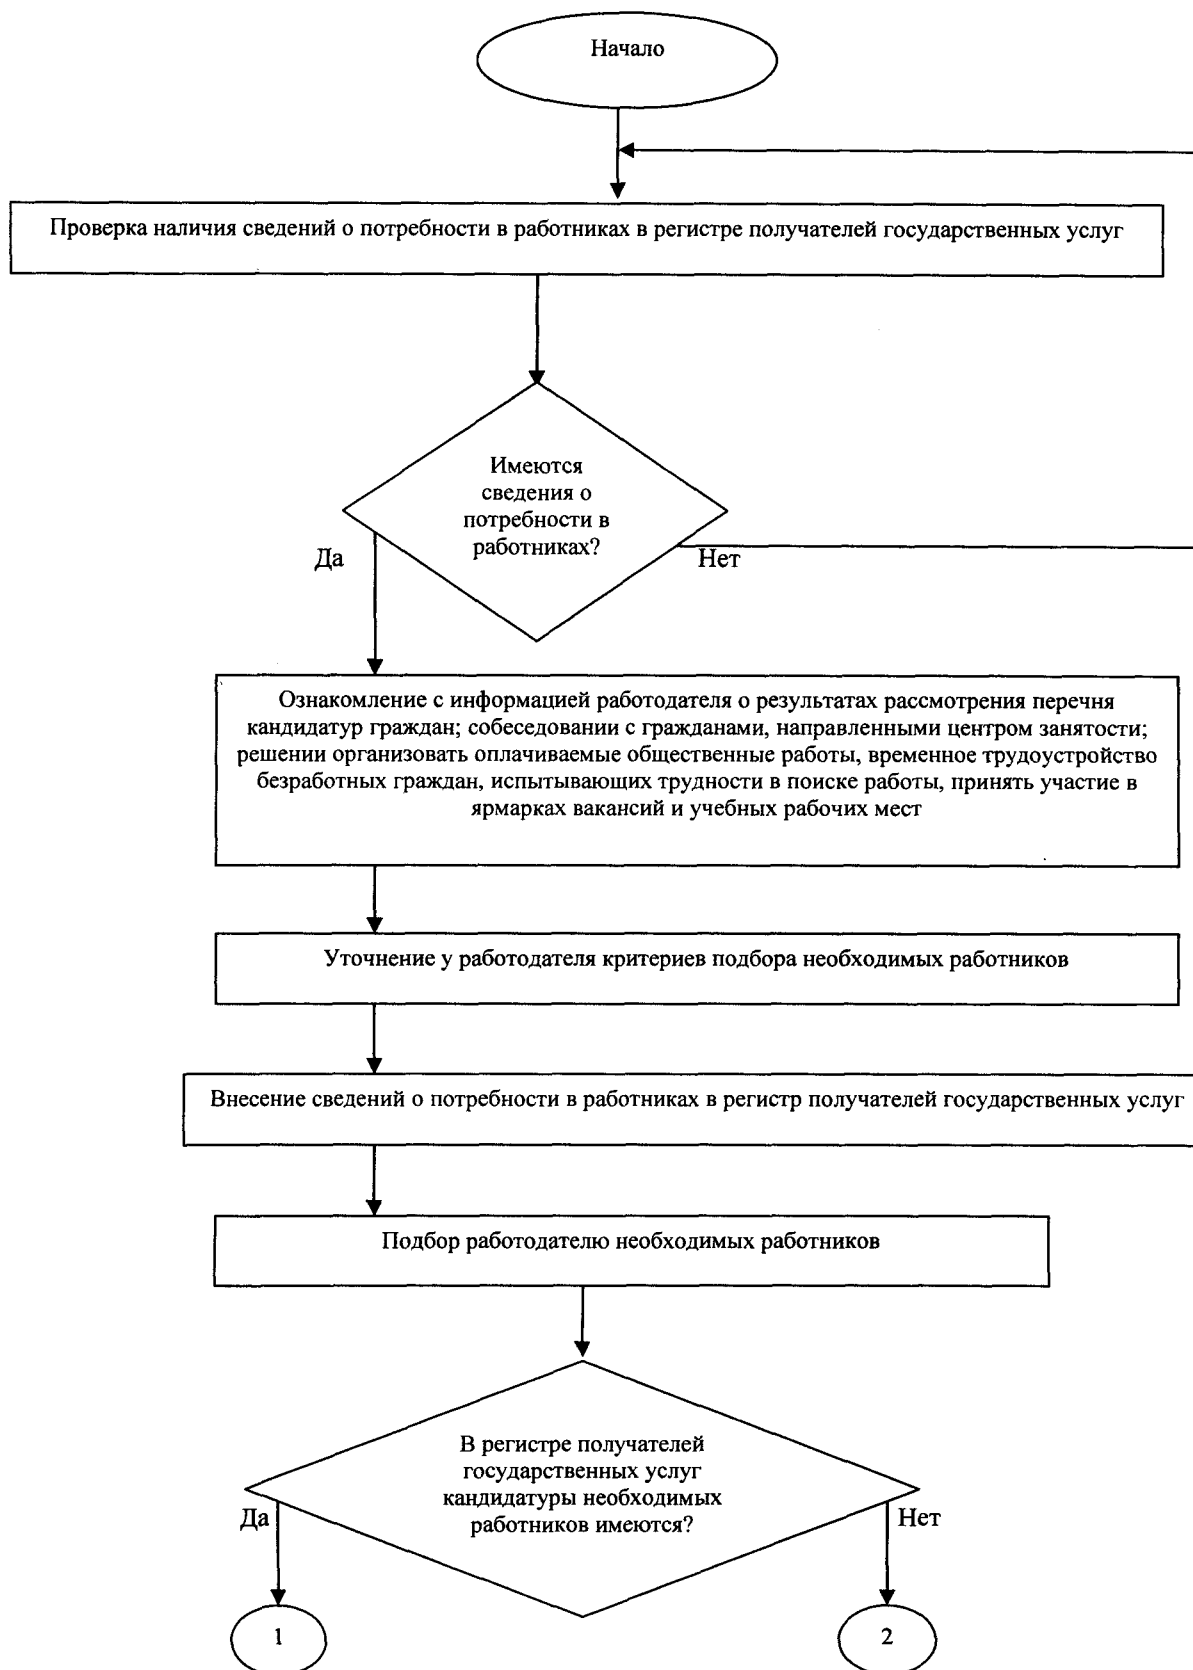 Начало
Проверка наличия сведений о потребности в работниках в регистре получателей государственных услуг
Имеются
сведения о
потребности в
работниках?
Да
Нет
Ознакомление с информацией работодателя о результатах рассмотрения перечня
кандидатур граждан; собеседовании с гражданами, направленными центром занятости;
решении организовать оплачиваемые общественные работы, временное трудоустройство
безработных граждан, испытывающих трудности в поиске работы, принять участие в
ярмарках вакансий и учебных рабочих мест
Уточнение у работодателя критериев подбора необходимых работников
Внесение сведений о потребности в работниках в регистр получателей государственных услуг
Подбор работодателю необходимых работников
В регистре получателей
государственных услуг
кандидатуры необходимых
работников имеются?
Да
Нет
1
2